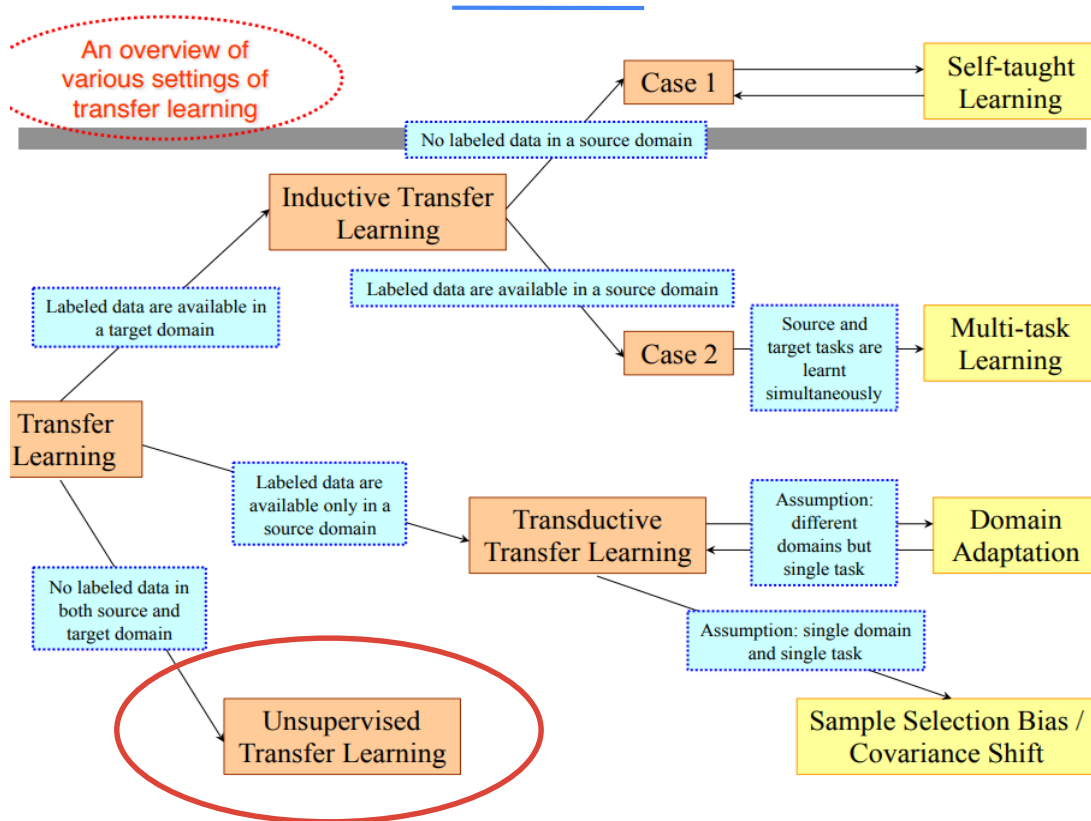 An overview of
various settings of
transfer learning
Case 1
Self-taught
Learning
No labeled data in a source domain
Inductive Transfer
Learning
Labeled data are available in a source domain
Labeled data are available in
a target domain
Case 2
Source and
target tasks are
learnt
simultaneously
Multi-task
Learning
Transfer
Learning
Labeled data are
available only in a
source domain
Transductive
Transfer Learning
Assumption:
different
domains but
single task
Domain
Adaptation
No labeled data in
both source and
target domain
Assumption: single domain
and single task
Unsupervised
Transfer Learning
Sample Selection Bias /
Covariance Shift